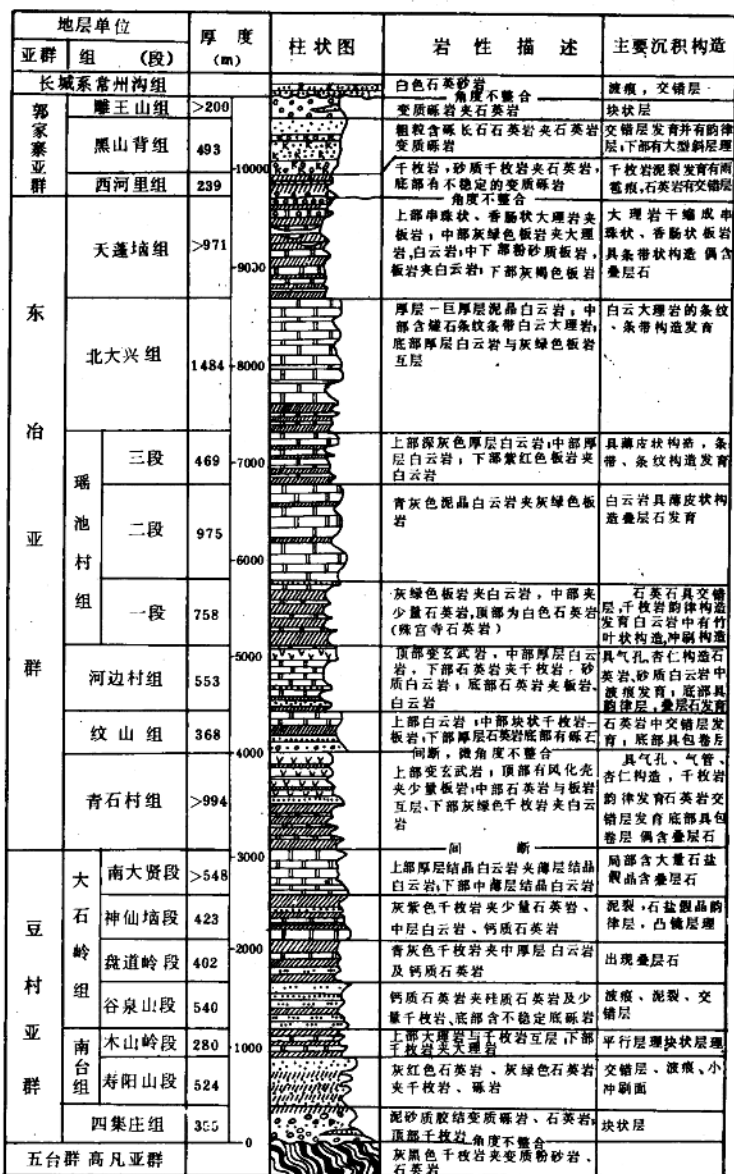 地层单位
厚度
(m)
柱状图
岩性描述
主要沉积构造
亚群
组
(段)
长城系常州沟组
白色石英砂岩
角度不整合
波痕，交错层
郭家寨亚群
雕王山组
>200
变质砾岩夹石英岩
块状层
黑山背组
493
粗粒含砾长石石英岩夹石英岩
变质砾岩
交错层发育并有韵律
层；下部有大型斜层理
10000
西河里组
239
千枚岩，砂质千枚岩夹石英岩，
底部有不稳定的变质砾岩
角度不整合
千枚岩泥裂发育有雨
雹痕，石英岩有交错层
东冶亚群
天蓬垴组
>971
9000
上部串珠状、香肠状大理岩夹
板岩；中部灰绿色板岩夹大理
岩，白云岩；中下部粉砂质板岩，
板岩夹白云岩；下部灰褐色板岩
大理岩干缩成串
珠状、香肠状板岩
具条带状构造 偶含
叠层石
北大兴组
1484
8000
厚层一巨厚层泥晶白云岩；中
部含燧石条纹条带白云大理岩；
底部厚层白云岩与灰绿色板岩
互层
白云大理岩的条纹
、条带构造发育
瑶池村组
三段
469
7000
上部深灰色厚层白云岩；中部厚
层白云岩；下部紫红色板岩夹
白云岩
具薄皮状构造，条
带、条纹构造发育
二段
975
6000
青灰色泥晶白云岩夹灰绿色板
岩
白云岩具薄皮状构
造叠层石发育
一段
758
灰绿色板岩夹白云岩，中部夹
少量石英岩，顶部为白色石英岩
(殊宫寺石英岩)
石英石具交错
层，千枚岩韵律构造
发育白云岩中有竹
叶状构造，冲刷构造
河边村组
553
5000
顶部变玄武岩，中部厚层白云
岩，下部石英岩夹千枚岩、砂
质白云岩；底部石英岩夹板岩、
白云岩
具气孔，杏仁构造石
英岩、砂质白云岩中
波痕发育；底部具
韵律层，叠层石发育
纹山组
368
4000
上部白云岩；中部块状千枚岩—
板岩；下部厚层石英岩底部有砾石
间断，微角度不整合
石英岩中交错层发
育；底部具包卷层
青石村组
>994
上部变玄武岩；顶部有风化壳
夹少量板岩；中部石英岩与板岩
互层、下部灰绿色千枚岩夹白云
岩
间断
具气孔、气管、
杏仁构造，千枚岩
韵律发育石英岩交
错层发育 底部具包
卷层 偶含叠层石
豆村亚群
大石岭组
南大贤段
>548
3000
上部厚层结晶白云岩夹薄层结晶
白云岩；下部中薄层结晶白云岩
局部含大量石盐
假晶含叠层石
神仙垴段
423
灰紫色千枚岩夹少量石英岩、
中层白云岩、钙质石英岩
泥裂，石盐假晶韵
律层，凸镜层理
盘道岭段
402
2000
青灰色千枚岩夹中厚层白云岩
及钙质石英岩
出现叠层石
谷泉山段
540
钙质石英岩夹硅质石英岩及少
量千枚岩、底部含不稳定底砾岩
波痕、泥裂、交
错层
南台组
木山岭段
280
1000
上部大理岩与千枚岩互层，下部
千枚岩夹大理岩
平行层理块状层理
寿阳山段
524
灰红色石英岩、灰绿色石英岩
夹千枚岩、砾岩
交错层、波痕、小
冲刷面
四集庄组
0
泥砂质胶结变质砾岩、石英岩；
顶部千枚岩
角度不整合
块状层
五台群高凡亚群
灰黑色千枚岩夹变质粉砂岩、
石英岩